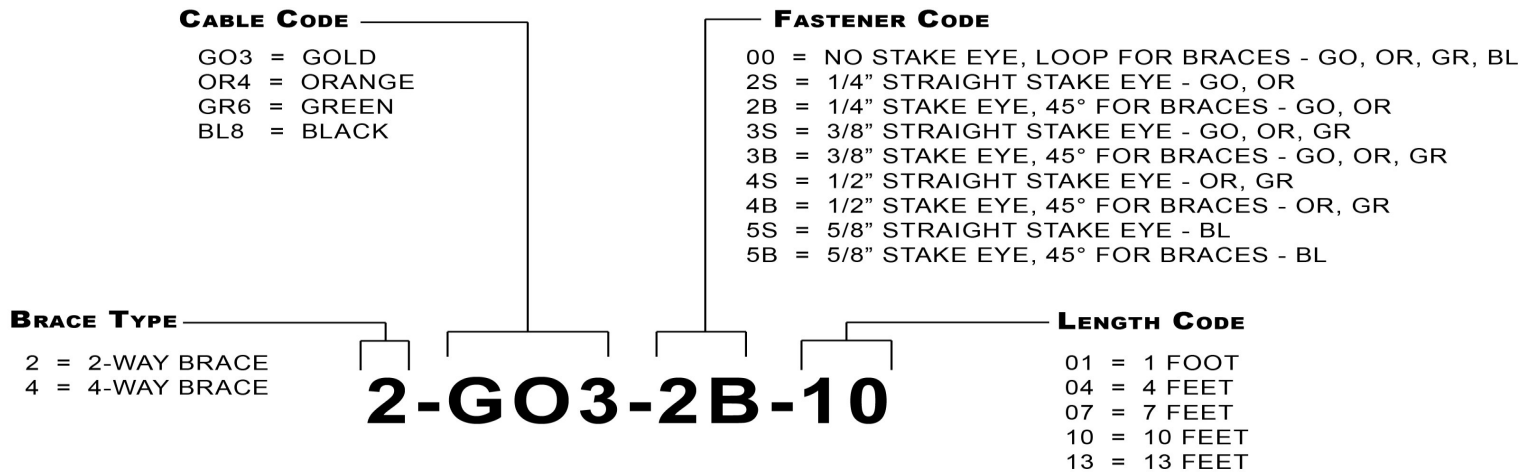 CABLE CODE
GO3 = GOLD
OR4 = ORANGE
GR6 = GREEN
BL8 = BLACK
FASTENER CODE
00 = NO STAKE EYE, LOOP FOR BRACES - GO, OR, GR, BL
2S = 1/4” STRAIGHT STAKE EYE - GO, OR
2B = 1/4” STAKE EYE, 45° FOR BRACES - GO, OR
3S = 3/8” STRAIGHT STAKE EYE - GO, OR, GR
3B = 3/8” STAKE EYE, 45° FOR BRACES - GO, OR, GR
4S = 1/2” STRAIGHT STAKE EYE - OR, GR
4B = 1/2” STAKE EYE, 45° FOR BRACES - OR, GR
5S = 5/8” STRAIGHT STAKE EYE - BL
5B = 5/8” STAKE EYE, 45° FOR BRACES - BL
BRACE TYPE
2 = 2-WAY BRACE
4 = 4-WAY BRACE
2-GO3-2B-10
LENGTH CODE
01 = 1 FOOT
04 = 4 FEET
07 = 7 FEET
10 = 10 FEET
13 = 13 FEET